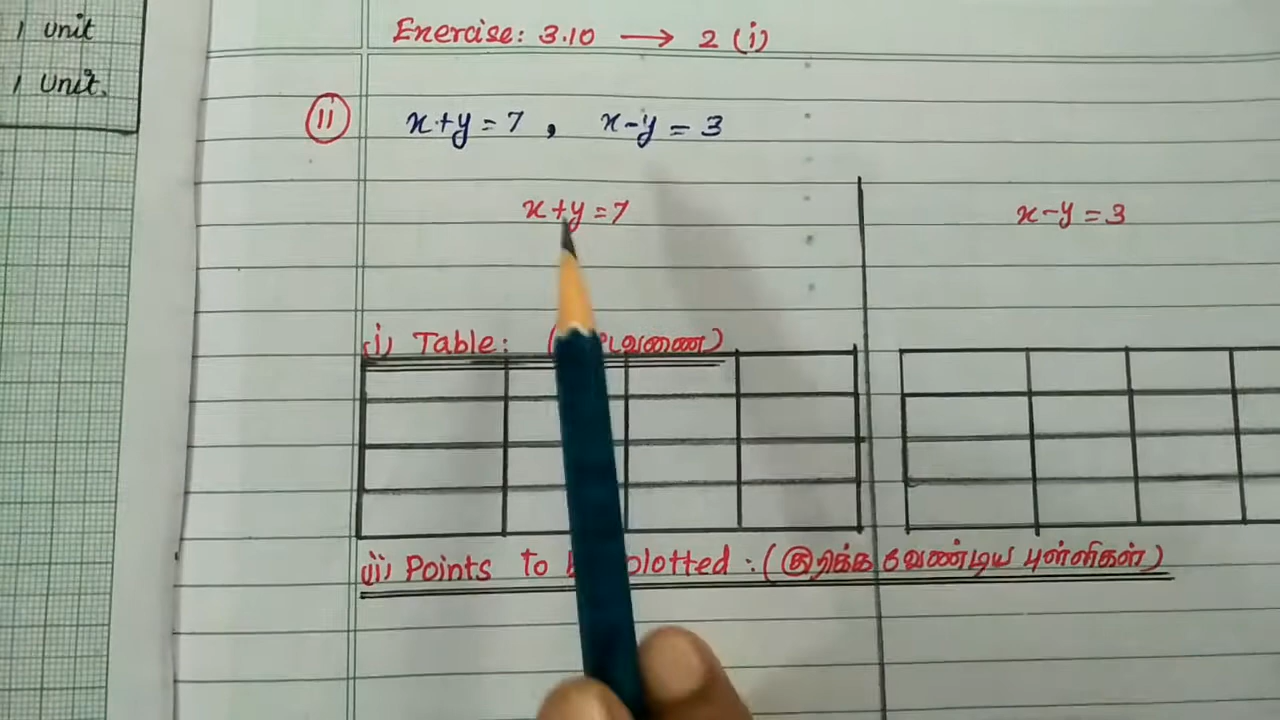 1 unit
1 Unit.
Exercise: 3.10 → 2 (i)
ii x+y=7 , x-y=3
x+y=7
x-y=3
(i) Table:
(ii) Points To plotted : (குறிக்க வேண்டிய புள்ளிகள்)